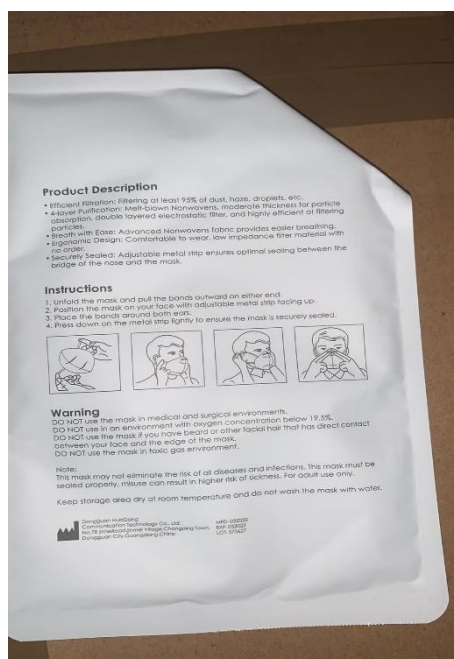 Product Description
• Efficient Filtration: Filtering at least 95% of dust, haze, droplets, etc.
• 4-layer Purification: Melt-blown Nonwovens, moderate thickness for particle
absorption, double layered electrostatic filter, and highly efficient at filtering
particles.
• Breath with Ease: Advanced Nonwovens fabric provides easier breathing.
• Ergonomic Design: Comfortable to wear, low impedance filter material with
no order.
• Securely Sealed: Adjustable metal strip ensures optimal sealing between the
bridge of the nose and the mask.
Instructions
1. Unfold the mask and pull the bands outward on either end.
2. Position the mask on your face with adjustable metal strip facing up.
3. Place the bands around both ears.
4. Press down on the metal strip lightly to ensure the mask is securely sealed.
Warning
DO NOT use the mask in medical and surgical environments.
DO NOT use in an environment with oxygen concentration below 19.5%.
DO NOT use the mask if you have beard or other facial hair that has direct contact
between your face and the edge of the mask.
DO NOT use the mask in toxic gas environment.
Note:
This mask may not eliminate the risk of all diseases and infections. This mask must be
sealed properly, misuse can result in higher risk of sickness. For adult use only.
Keep storage area dry at room temperature and do not wash the mask with water.
Dongguan HuaGang
Communication Technology Co., Ltd.
Village, Changping Town,
Dongguan City Guangdong China
MFD: 03/2020
EXP: 03/2022
LOT: